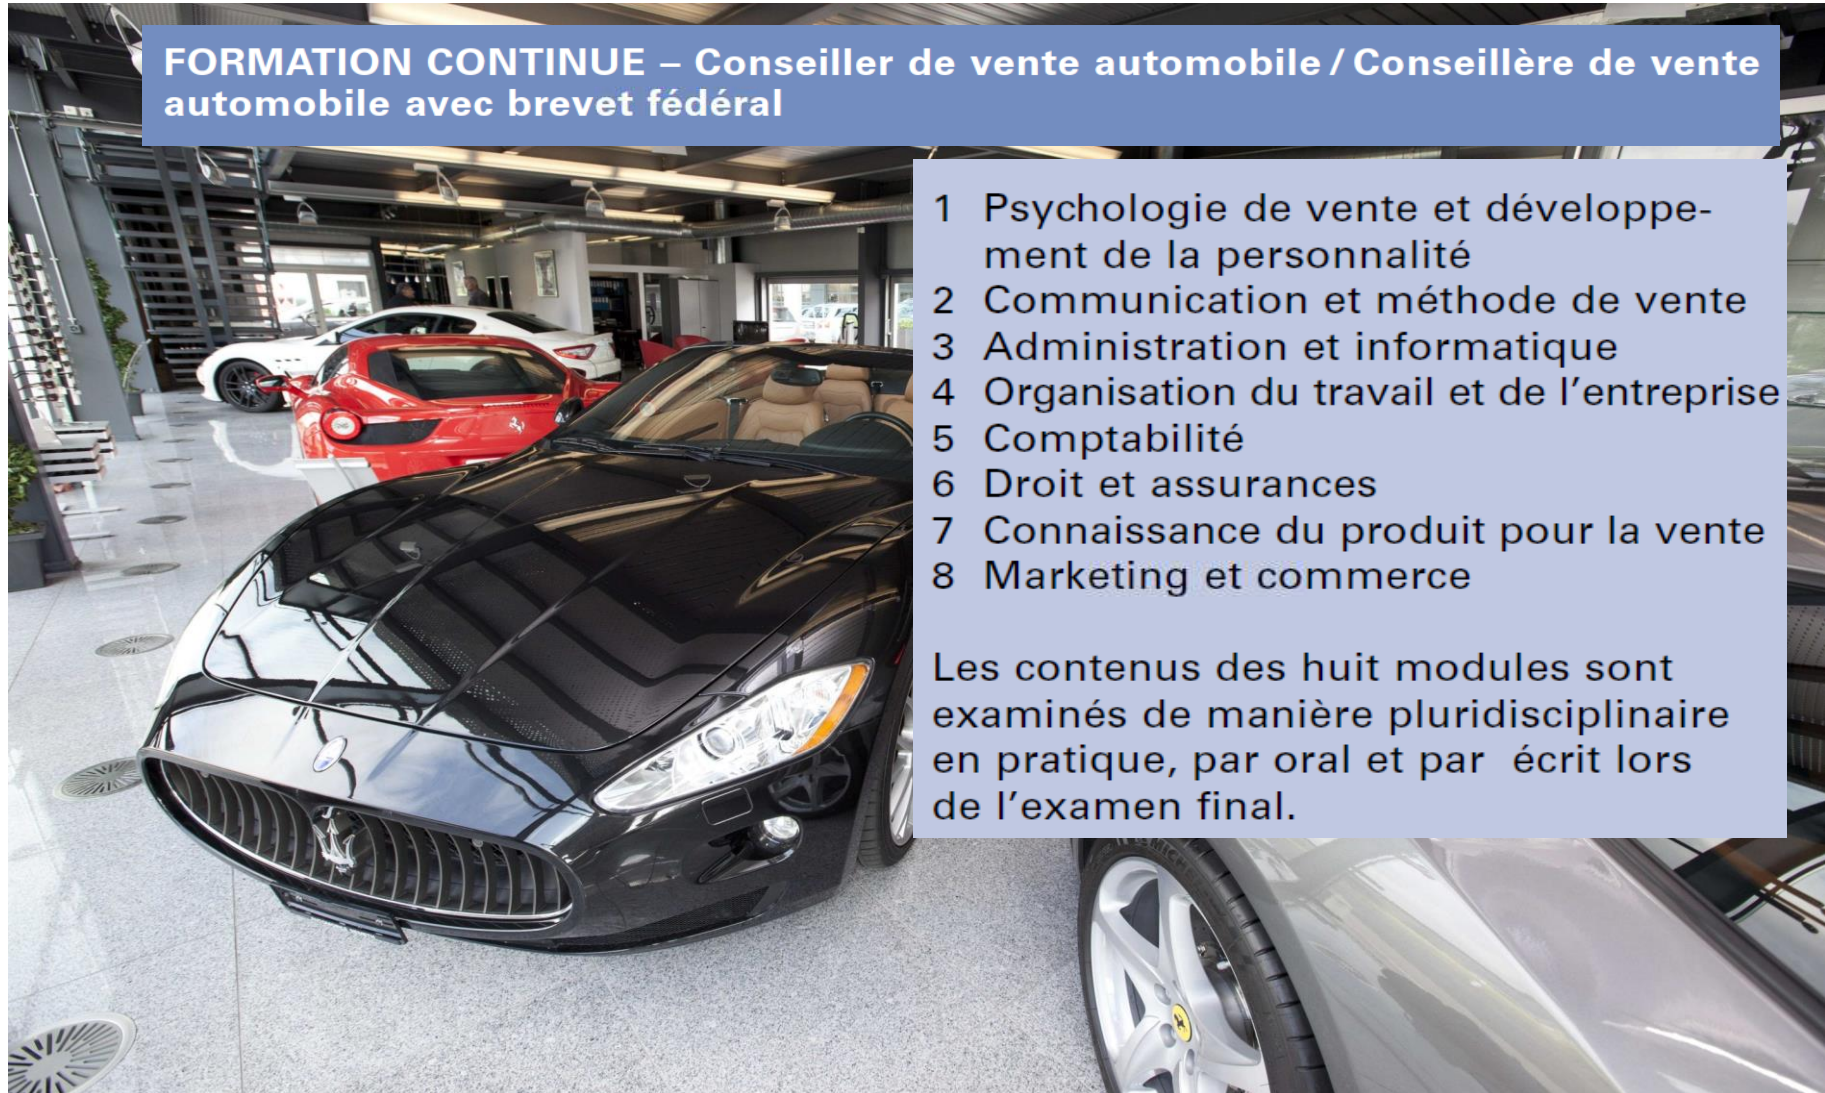 FORMATION CONTINUE – Conseiller de vente automobile / Conseillère de vente
automobile avec brevet fédéral
1 Psychologie de vente et développe-
ment de la personnalité
2 Communication et méthode de vente
3 Administration et informatique
4 Organisation du travail et de l’entreprise
5 Comptabilité
6 Droit et assurances
7 Connaissance du produit pour la vente
8 Marketing et commerce
Les contenus des huit modules sont
examinés de manière pluridisciplinaire
en pratique, par oral et par  écrit lors
de l’examen final.